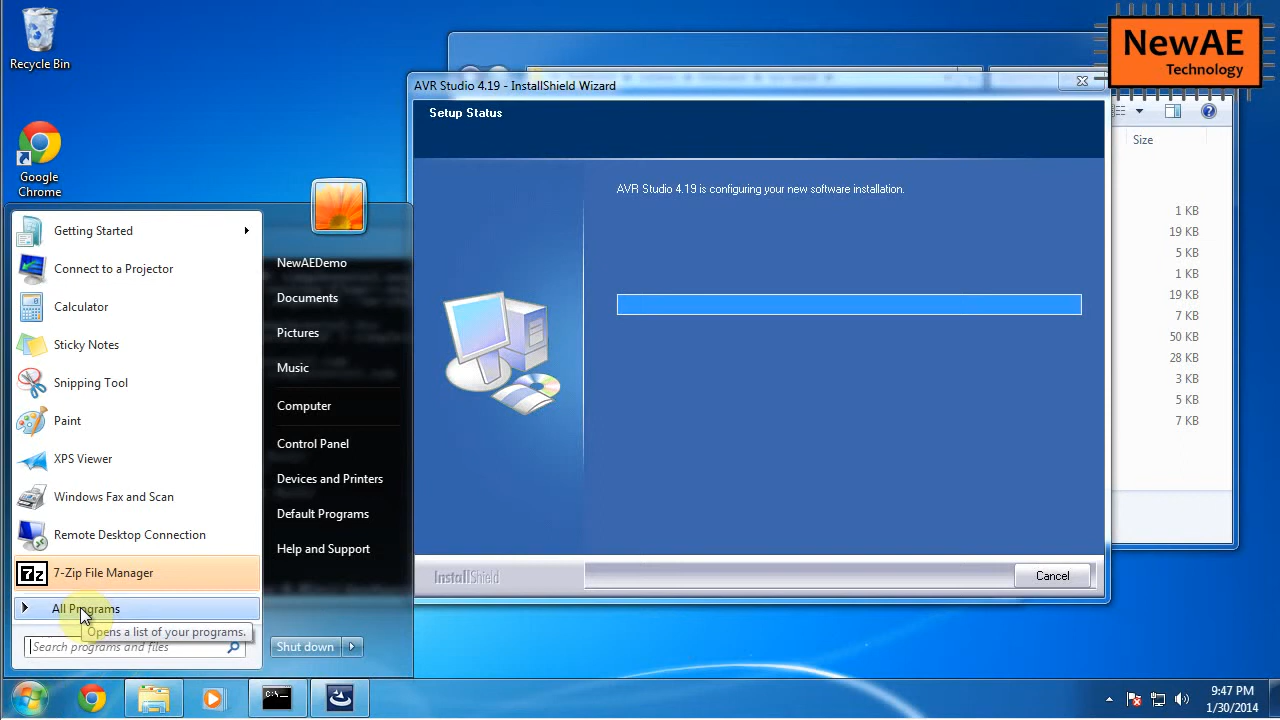 Recycle Bin
Google
Chrome
NewAE
Technology
AVR Studio 4.19 - InstallShield Wizard
Setup Status
AVR Studio 4.19 is configuring your new software installation.
InstallShield
Cancel
Size
1 KB
19 KB
5 KB
1 KB
19 KB
7 KB
50 KB
28 KB
3 KB
5 KB
7 KB
Getting Started
Connect to a Projector
Calculator
Sticky Notes
Snipping Tool
Paint
XPS Viewer
Windows Fax and Scan
Remote Desktop Connection
7z
7-Zip File Manager
All Programs
Opens a list of your programs.
Search programs and files
NewAEDemo
Documents
Pictures
Music
Computer
Control Panel
Devices and Printers
Default Programs
Help and Support
Shut down
C:\
9:47 PM
1/30/2014